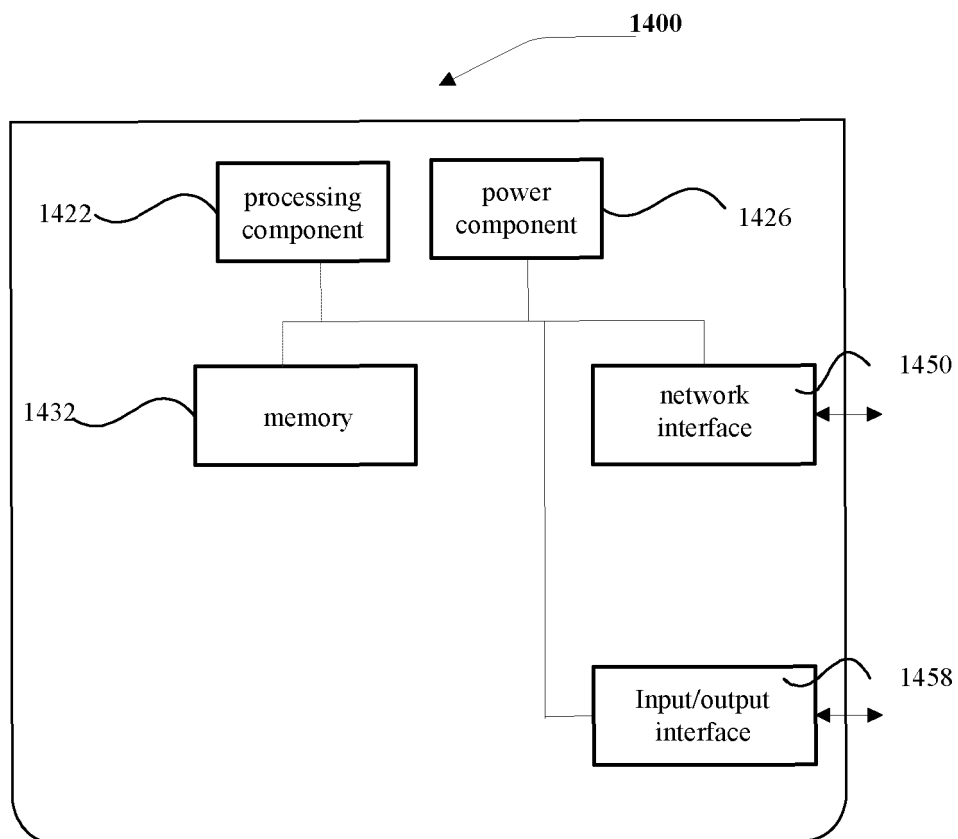 1400
processing
component
power
component
1422
1426
memory
1432
network
interface
1450
Input/output
interface
1458